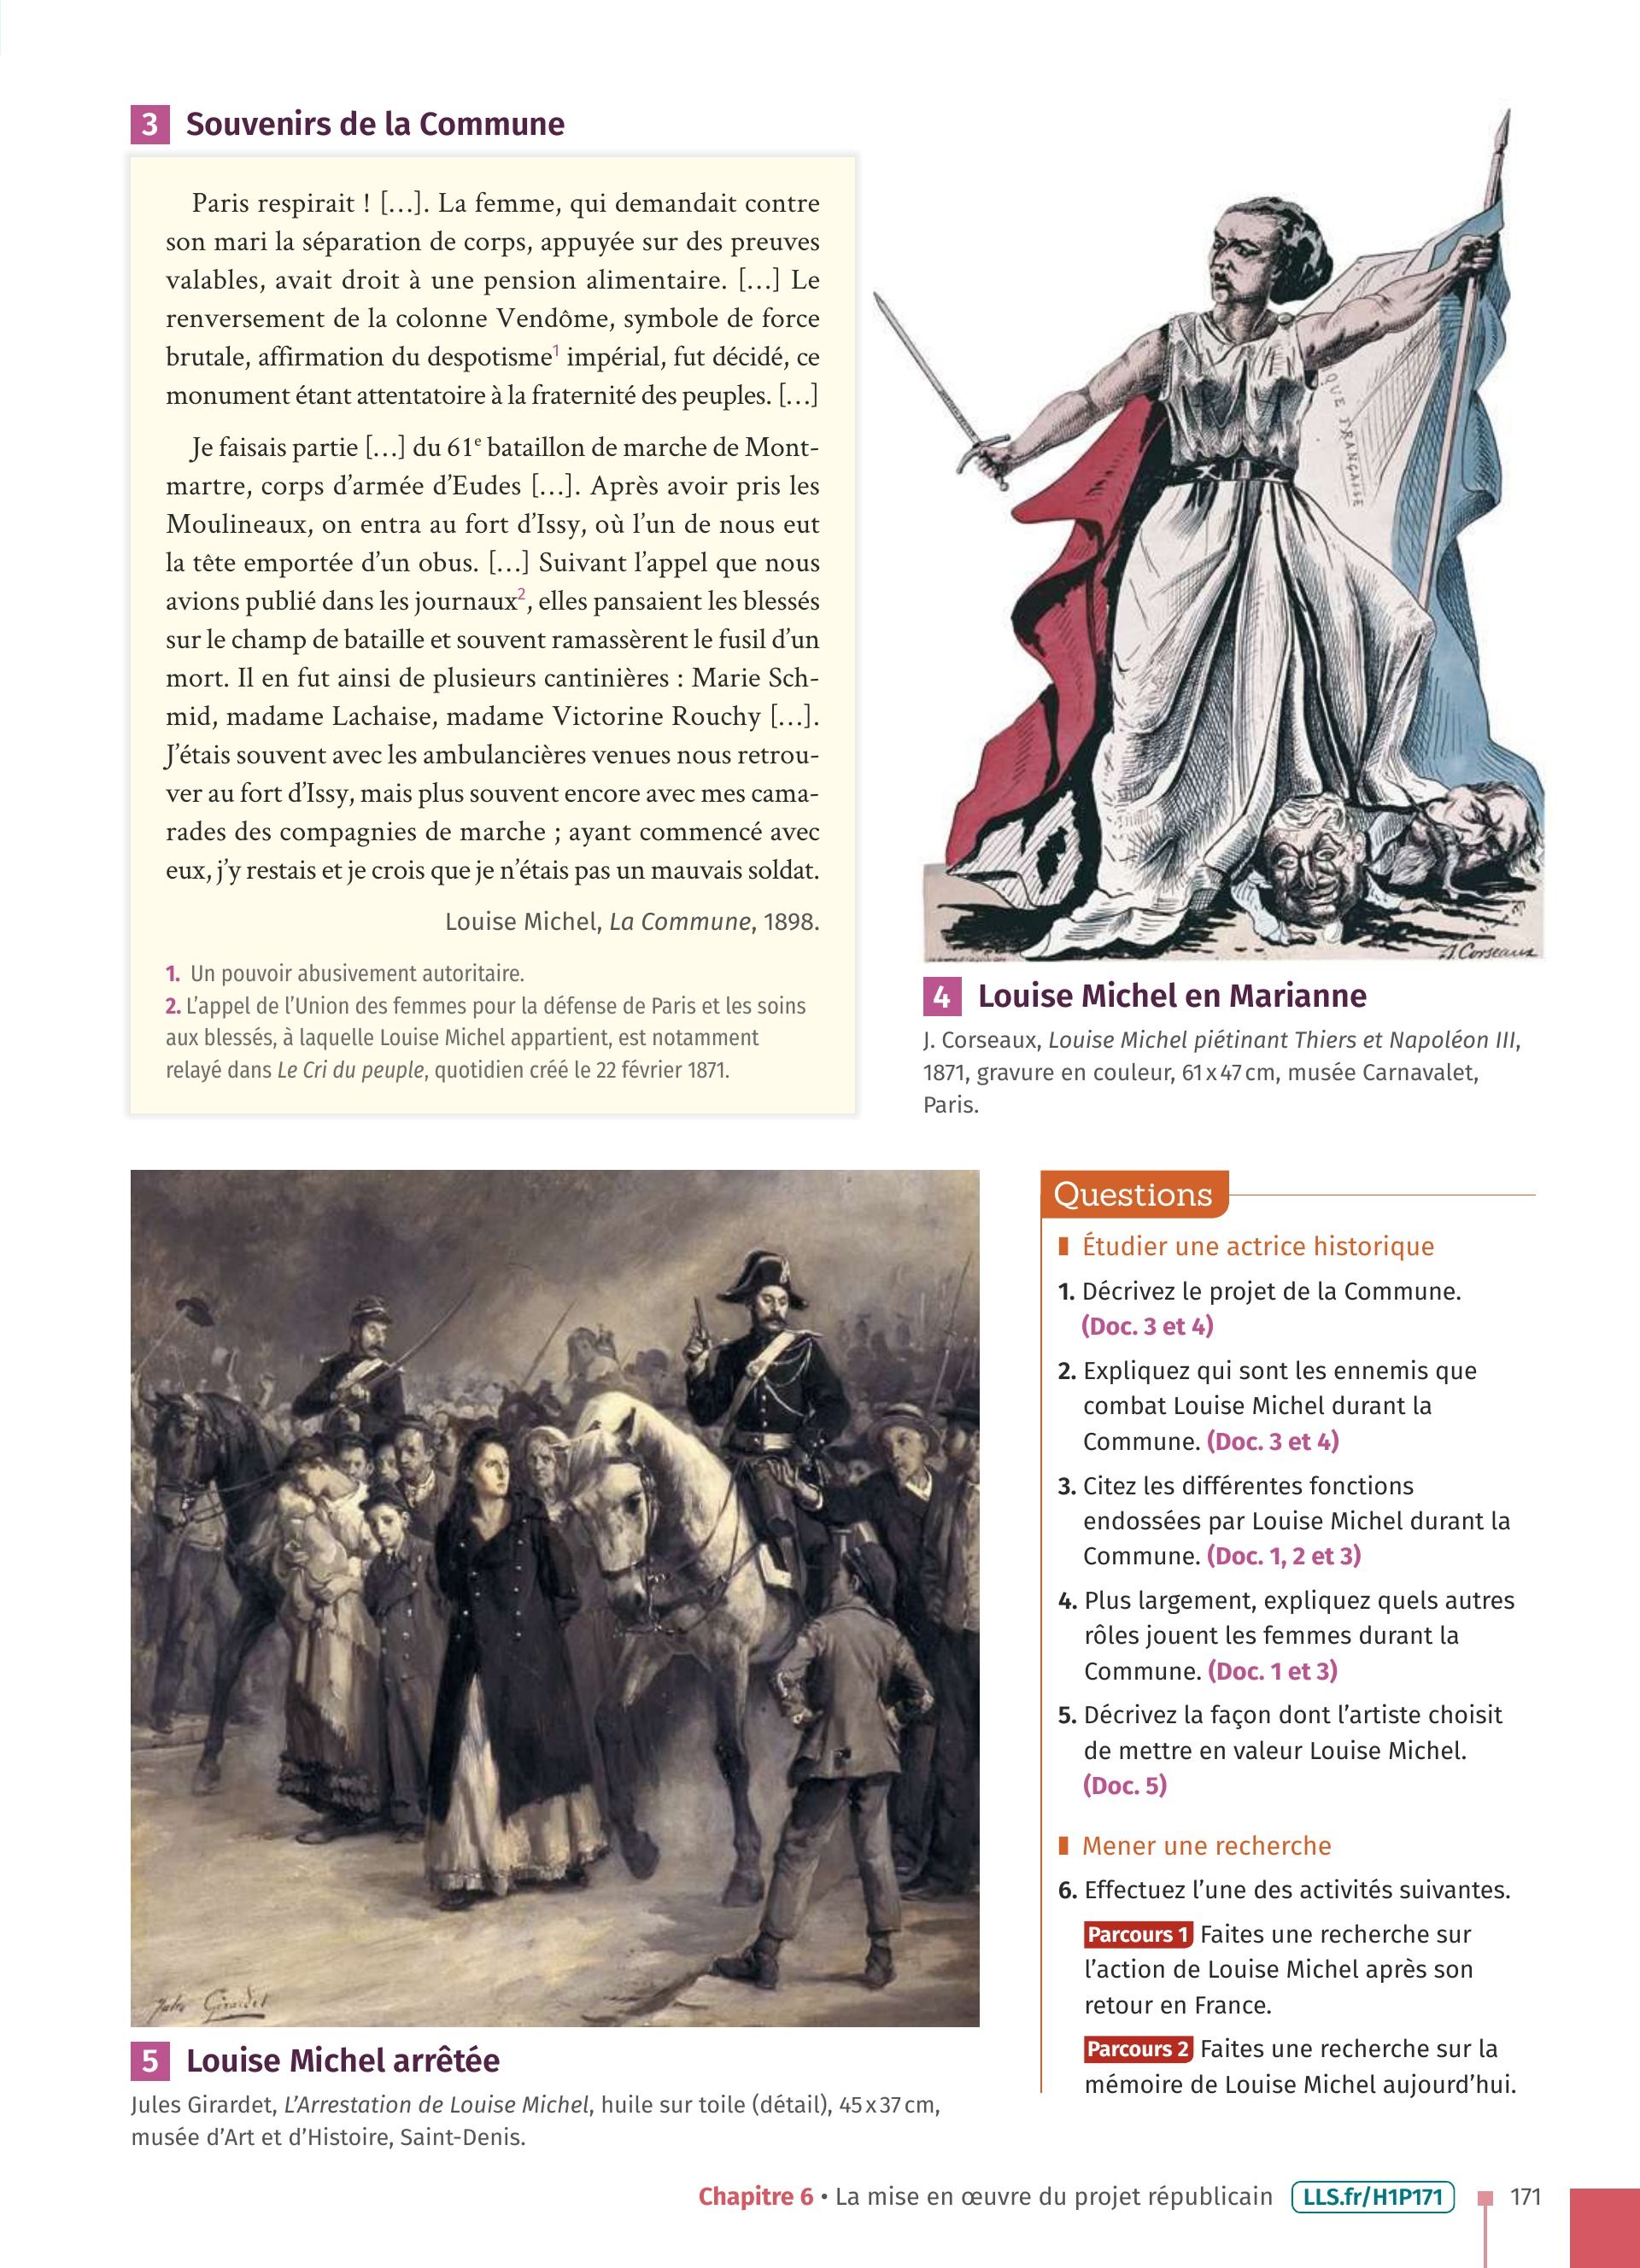 3 Souvenirs de la Commune
Paris respirait ! […]. La femme, qui demandait contre
son mari la séparation de corps, appuyée sur des preuves
valables, avait droit à une pension alimentaire. […] Le
renversement de la colonne Vendôme, symbole de force
brutale, affirmation du despotisme¹ impérial, fut décidé, ce
monument étant attentatoire à la fraternité des peuples. […]
Je faisais partie […] du 61ᵉ bataillon de marche de Mont-
martre, corps d’armée d’Eudes […]. Après avoir pris les
Moulineaux, on entra au fort d’Issy, où l’un de nous eut
la tête emportée d’un obus. […] Suivant l’appel que nous
avions publié dans les journaux², elles pansaient les blessés
sur le champ de bataille et souvent ramassèrent le fusil d’un
mort. Il en fut ainsi de plusieurs cantinières : Marie Sch-
mid, madame Lachaise, madame Victorine Rouchy […].
J’étais souvent avec les ambulancières venues nous retrou-
ver au fort d’Issy, mais plus souvent encore avec mes cama-
rades des compagnies de marche ; ayant commencé avec
eux, j’y restais et je crois que je n’étais pas un mauvais soldat.
Louise Michel, La Commune, 1898.
1. Un pouvoir abusivement autoritaire.
2. L’appel de l’Union des femmes pour la défense de Paris et les soins
aux blessés, à laquelle Louise Michel appartient, est notamment
relayé dans Le Cri du peuple, quotidien créé le 22 février 1871.
QUE FRANÇAISE
J. Corseaux
4 Louise Michel en Marianne
J. Corseaux, Louise Michel piétinant Thiers et Napoléon III,
1871, gravure en couleur, 61 x 47 cm, musée Carnavalet,
Paris.
Jules Girardet
5 Louise Michel arrêtée
Jules Girardet, L’Arrestation de Louise Michel, huile sur toile (détail), 45 x 37 cm,
musée d’Art et d’Histoire, Saint-Denis.
Questions
Étudier une actrice historique
1. Décrivez le projet de la Commune.
(Doc. 3 et 4)
2. Expliquez qui sont les ennemis que
combat Louise Michel durant la
Commune. (Doc. 3 et 4)
3. Citez les différentes fonctions
endossées par Louise Michel durant la
Commune. (Doc. 1, 2 et 3)
4. Plus largement, expliquez quels autres
rôles jouent les femmes durant la
Commune. (Doc. 1 et 3)
5. Décrivez la façon dont l’artiste choisit
de mettre en valeur Louise Michel.
(Doc. 5)
Mener une recherche
6. Effectuez l’une des activités suivantes.
Parcours 1 Faites une recherche sur
l’action de Louise Michel après son
retour en France.
Parcours 2 Faites une recherche sur la
mémoire de Louise Michel aujourd’hui.
Chapitre 6 • La mise en œuvre du projet républicain LLS.fr/H1P171 171